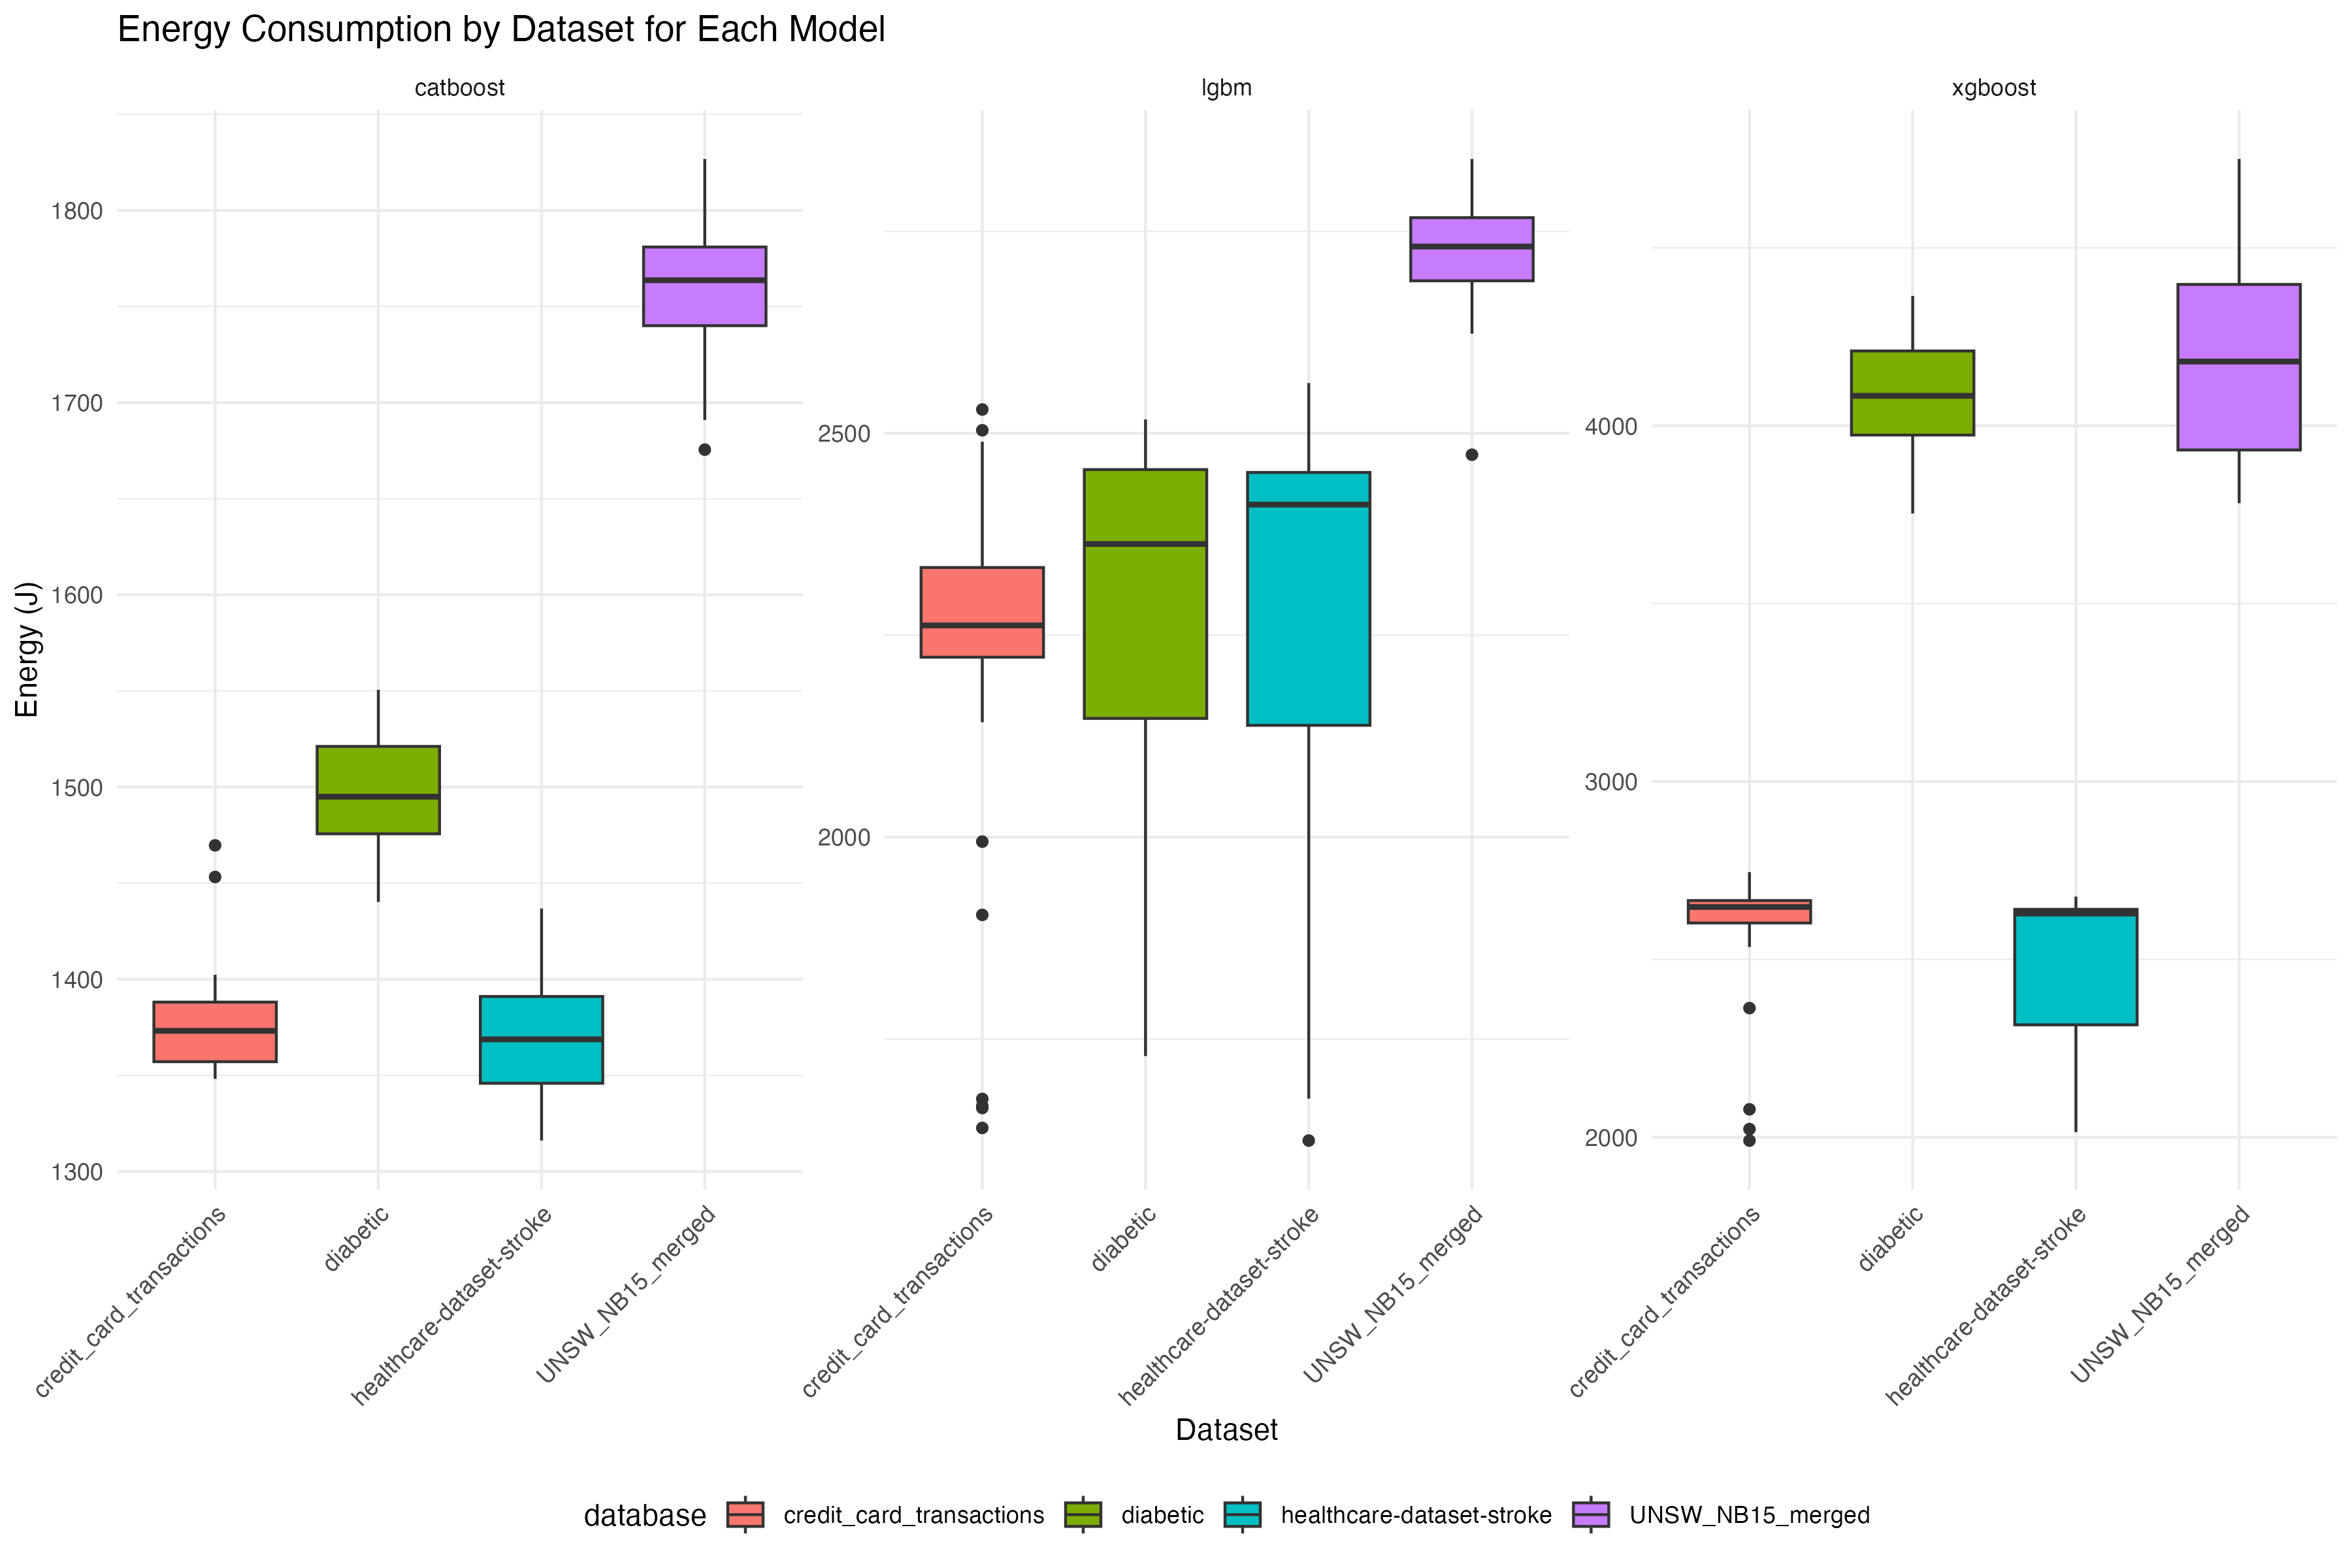 Energy Consumption by Dataset for Each Model
catboost
lgbm
xgboost
Energy (J)
1800
1700
1600
1500
1400
1300
2500
2000
4000
3000
2000
credit_card_transactions
diabetic
healthcare-dataset-stroke
UNSW_NB15_merged
credit_card_transactions
diabetic
healthcare-dataset-stroke
UNSW_NB15_merged
credit_card_transactions
diabetic
healthcare-dataset-stroke
UNSW_NB15_merged
Dataset
database credit_card_transactions diabetic healthcare-dataset-stroke UNSW_NB15_merged